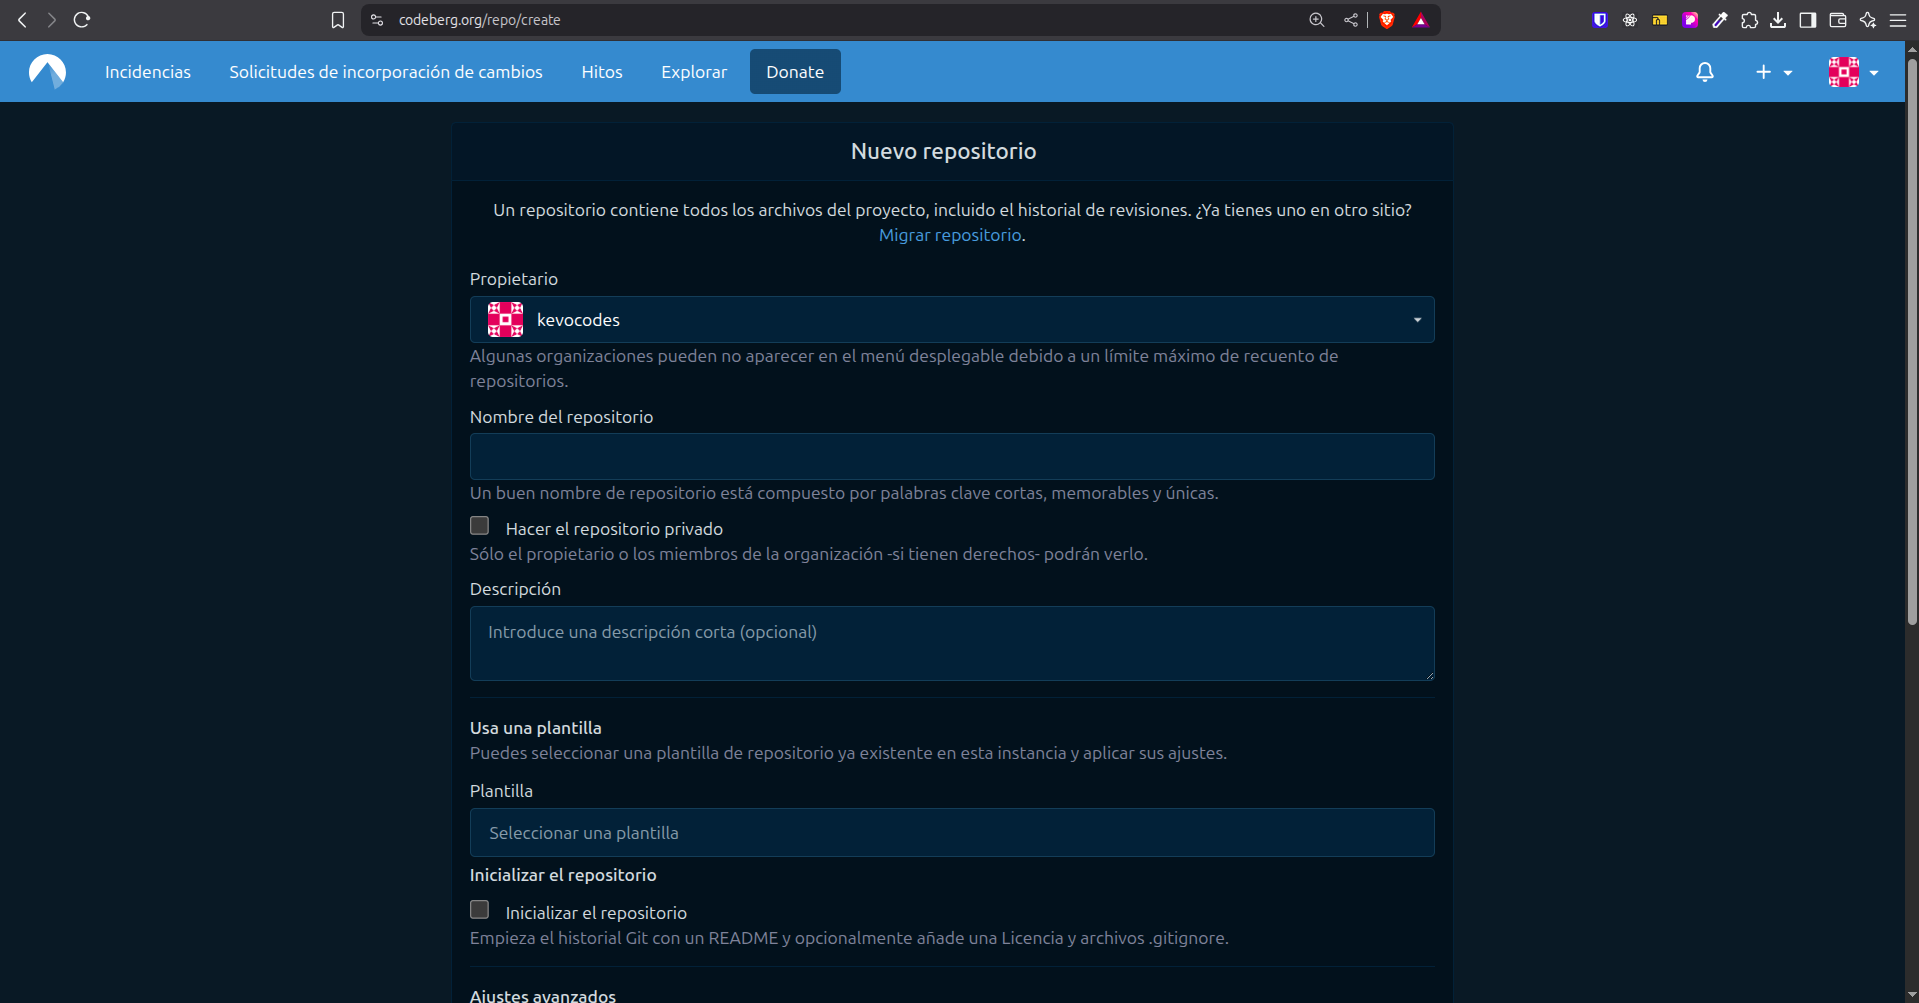 codeberg.org/repo/create
Incidencias Solicitudes de incorporación de cambios Hitos Explorar Donate
Nuevo repositorio
Un repositorio contiene todos los archivos del proyecto, incluido el historial de revisiones. ¿Ya tienes uno en otro sitio?
Migrar repositorio.
Propietario
kevocodes
Algunas organizaciones pueden no aparecer en el menú desplegable debido a un límite máximo de recuento de
repositorios.
Nombre del repositorio
Un buen nombre de repositorio está compuesto por palabras clave cortas, memorables y únicas.
Hacer el repositorio privado
Sólo el propietario o los miembros de la organización -si tienen derechos- podrán verlo.
Descripción
Introduce una descripción corta (opcional)
Usa una plantilla
Puedes seleccionar una plantilla de repositorio ya existente en esta instancia y aplicar sus ajustes.
Plantilla
Seleccionar una plantilla
Inicializar el repositorio
Inicializar el repositorio
Empieza el historial Git con un README y opcionalmente añade una Licencia y archivos .gitignore.
Ajustes avanzados